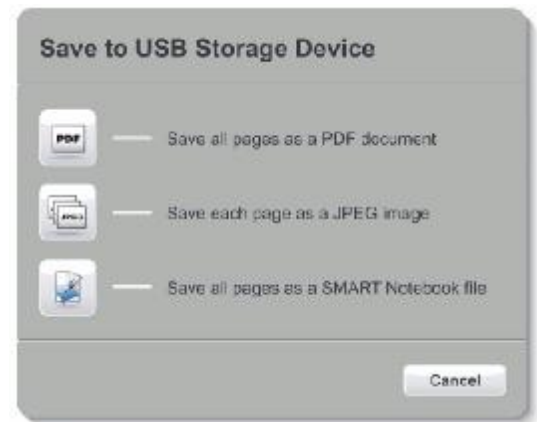 Save to USB Storage Device
PDF
Save all pages as a PDF document
JPEG
Save each page as a JPEG image
Save all pages as a SMART Notebook file
Cancel